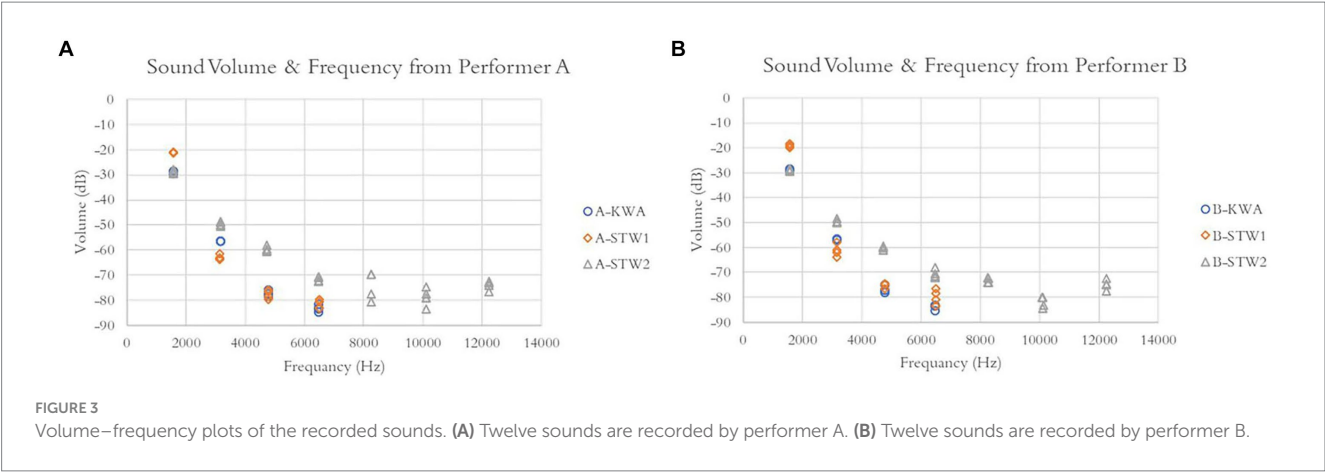 A
Sound Volume & Frequency from Performer A
0
-10
-20
-30
-40
-50
-60
-70
-80
-90
Volume (dB)
0 2000 4000 6000 8000 10000 12000 14000
Frequancy (Hz)
A-KWA
A-STW1
A-STW2
B
Sound Volume & Frequency from Performer B
0
-10
-20
-30
-40
-50
-60
-70
-80
-90
Volume (dB)
0 2000 4000 6000 8000 10000 12000 14000
Frequency (Hz)
B-KWA
B-STW1
B-STW2
FIGURE 3
Volume–frequency plots of the recorded sounds. (A) Twelve sounds are recorded by performer A. (B) Twelve sounds are recorded by performer B.